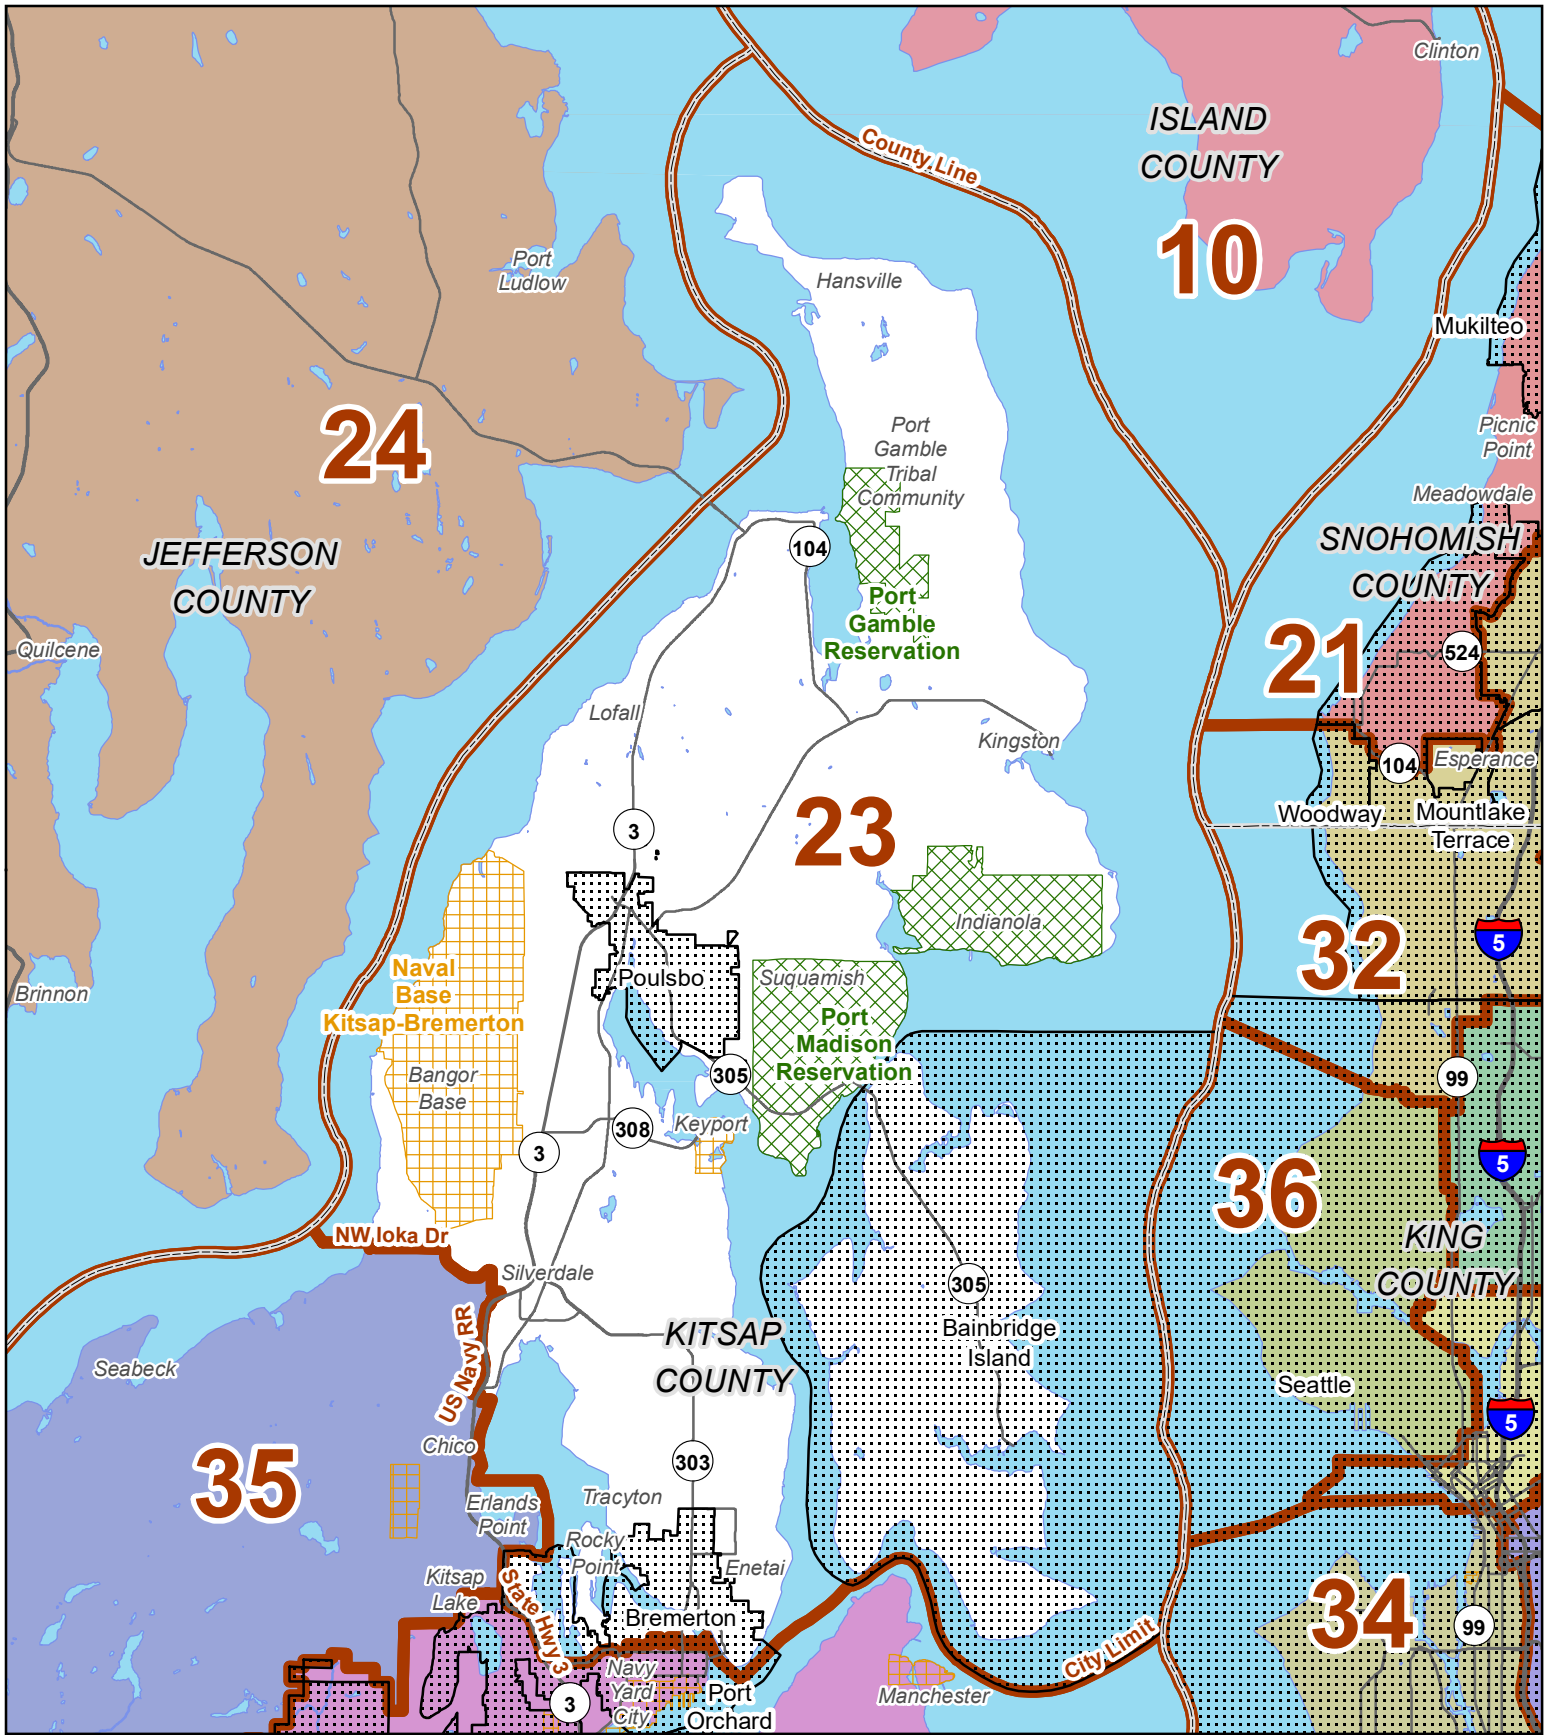 Clinton
ISLAND
COUNTY
County Line
10
Port
Ludlow
Hansville
Mukilteo
24
Port
Gamble
Tribal
Community
Picnic
Point
Meadowdale
JEFFERSON
COUNTY
104
SNOHOMISH
COUNTY
Port
Gamble
Reservation
Quilcene
21
524
Lofall
Kingston
104
Esperance
3
23
Woodway
Mountlake
Terrace
Indianola
32
5
Naval
Base
Kitsap-Bremerton
Poulsbo
Suquamish
Brinnon
Port
Madison
Reservation
Bangor
Base
305
99
308
Keyport
3
5
36
NW Ioka Dr
KING
COUNTY
Silverdale
305
US Navy RR
KITSAP
COUNTY
Bainbridge
Island
Seabeck
Seattle
5
Chico
35
303
Erlands
Point
Tracyton
Rocky
Point
Enetai
Kitsap
Lake
State Hwy 3
Bremerton
34
99
City Limit
Navy
Yard
City
3
Port
Orchard
Manchester